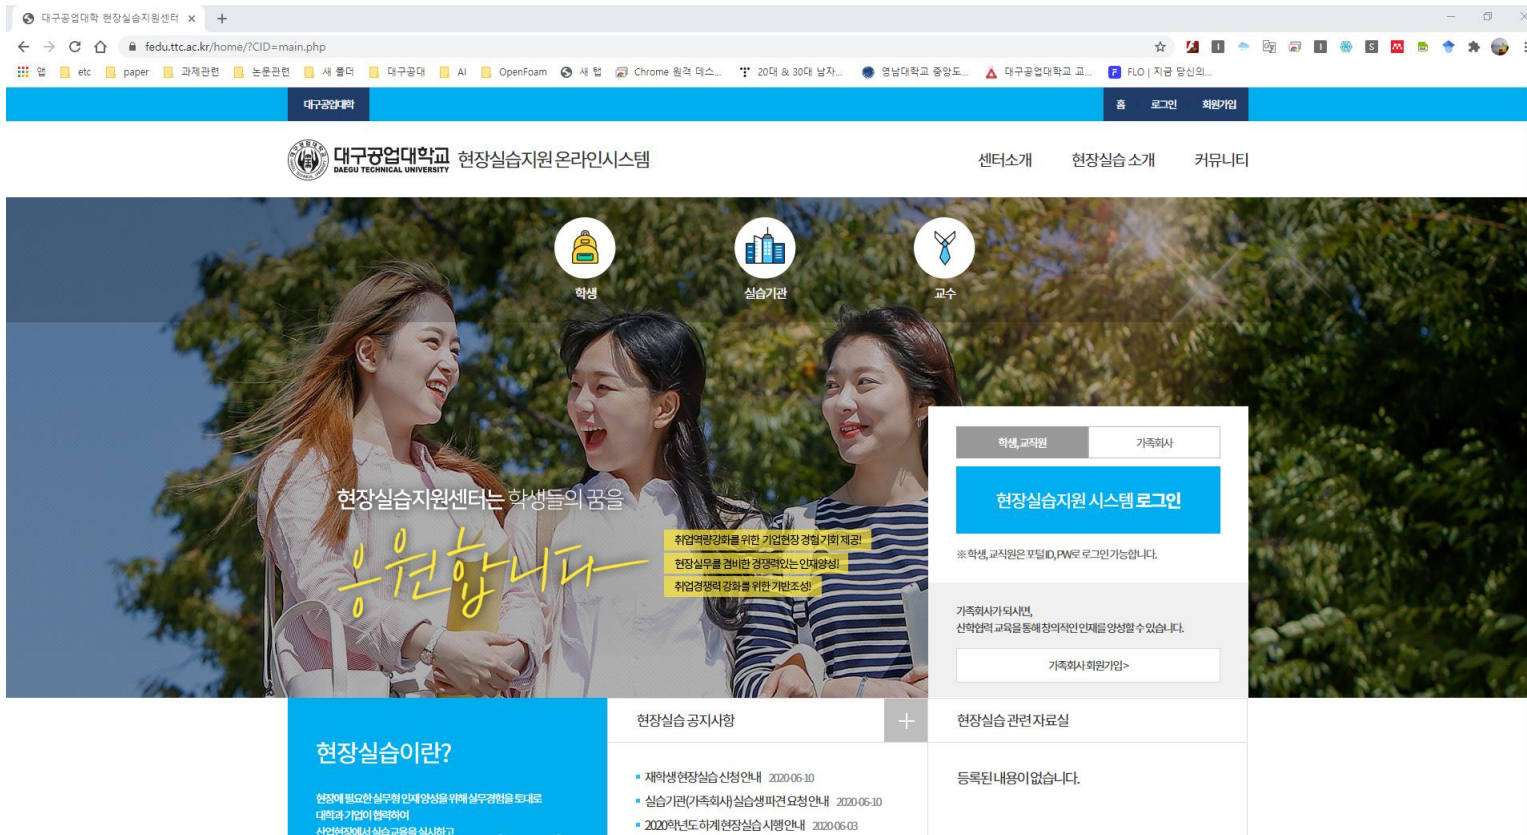 대구공업대학 현장실습지원센터
fedu.ttc.ac.kr/home/?CID=main.php
앱 etc paper 과제관련 논문관련 새 폴더 대구공대 AI OpenFoam 새 탭 Chrome 원격 데스... 20대 & 30대 남자... 영남대학교 중앙도... 대구공업대학교 교... FLO | 지금 당신의...
대구공업대학 홈 로그인 회원가입
대구공업대학교 현장실습지원 온라인시스템 센터소개 현장실습 소개 커뮤니티
DAEGU TECHNICAL UNIVERSITY
학생 실습기관 교수
학생,교직원 가족회사
현장실습지원센터는 학생들의 꿈을
응원합니다
취업역량강화를 위한 기업현장 경험 기회 제공!
현장실무를 겸비한 경쟁력있는 인재양성!
취업경쟁력 강화를 위한 기반조성!
현장실습지원 시스템 로그인
※ 학생, 교직원은 포털ID, PW로 로그인 가능합니다.
가족회사가 되시면,
산학협력 교육을 통해 창의적인 인재를 양성할 수 있습니다.
가족회사 회원가입>
현장실습이란?
현장에 필요한 실무형 인재 양성을 위해 실무경험을 토대로
대학과 기업이 협력하여
산업현장에서 실습교육을 실시하고
현장실습 공지사항
재학생 현장실습 신청 안내 2020-06-10
실습기관(가족회사) 실습생 파견 요청 안내 2020-06-10
2020학년도 하계 현장실습 시행 안내 2020-06-03
현장실습 관련 자료실
등록된 내용이 없습니다.